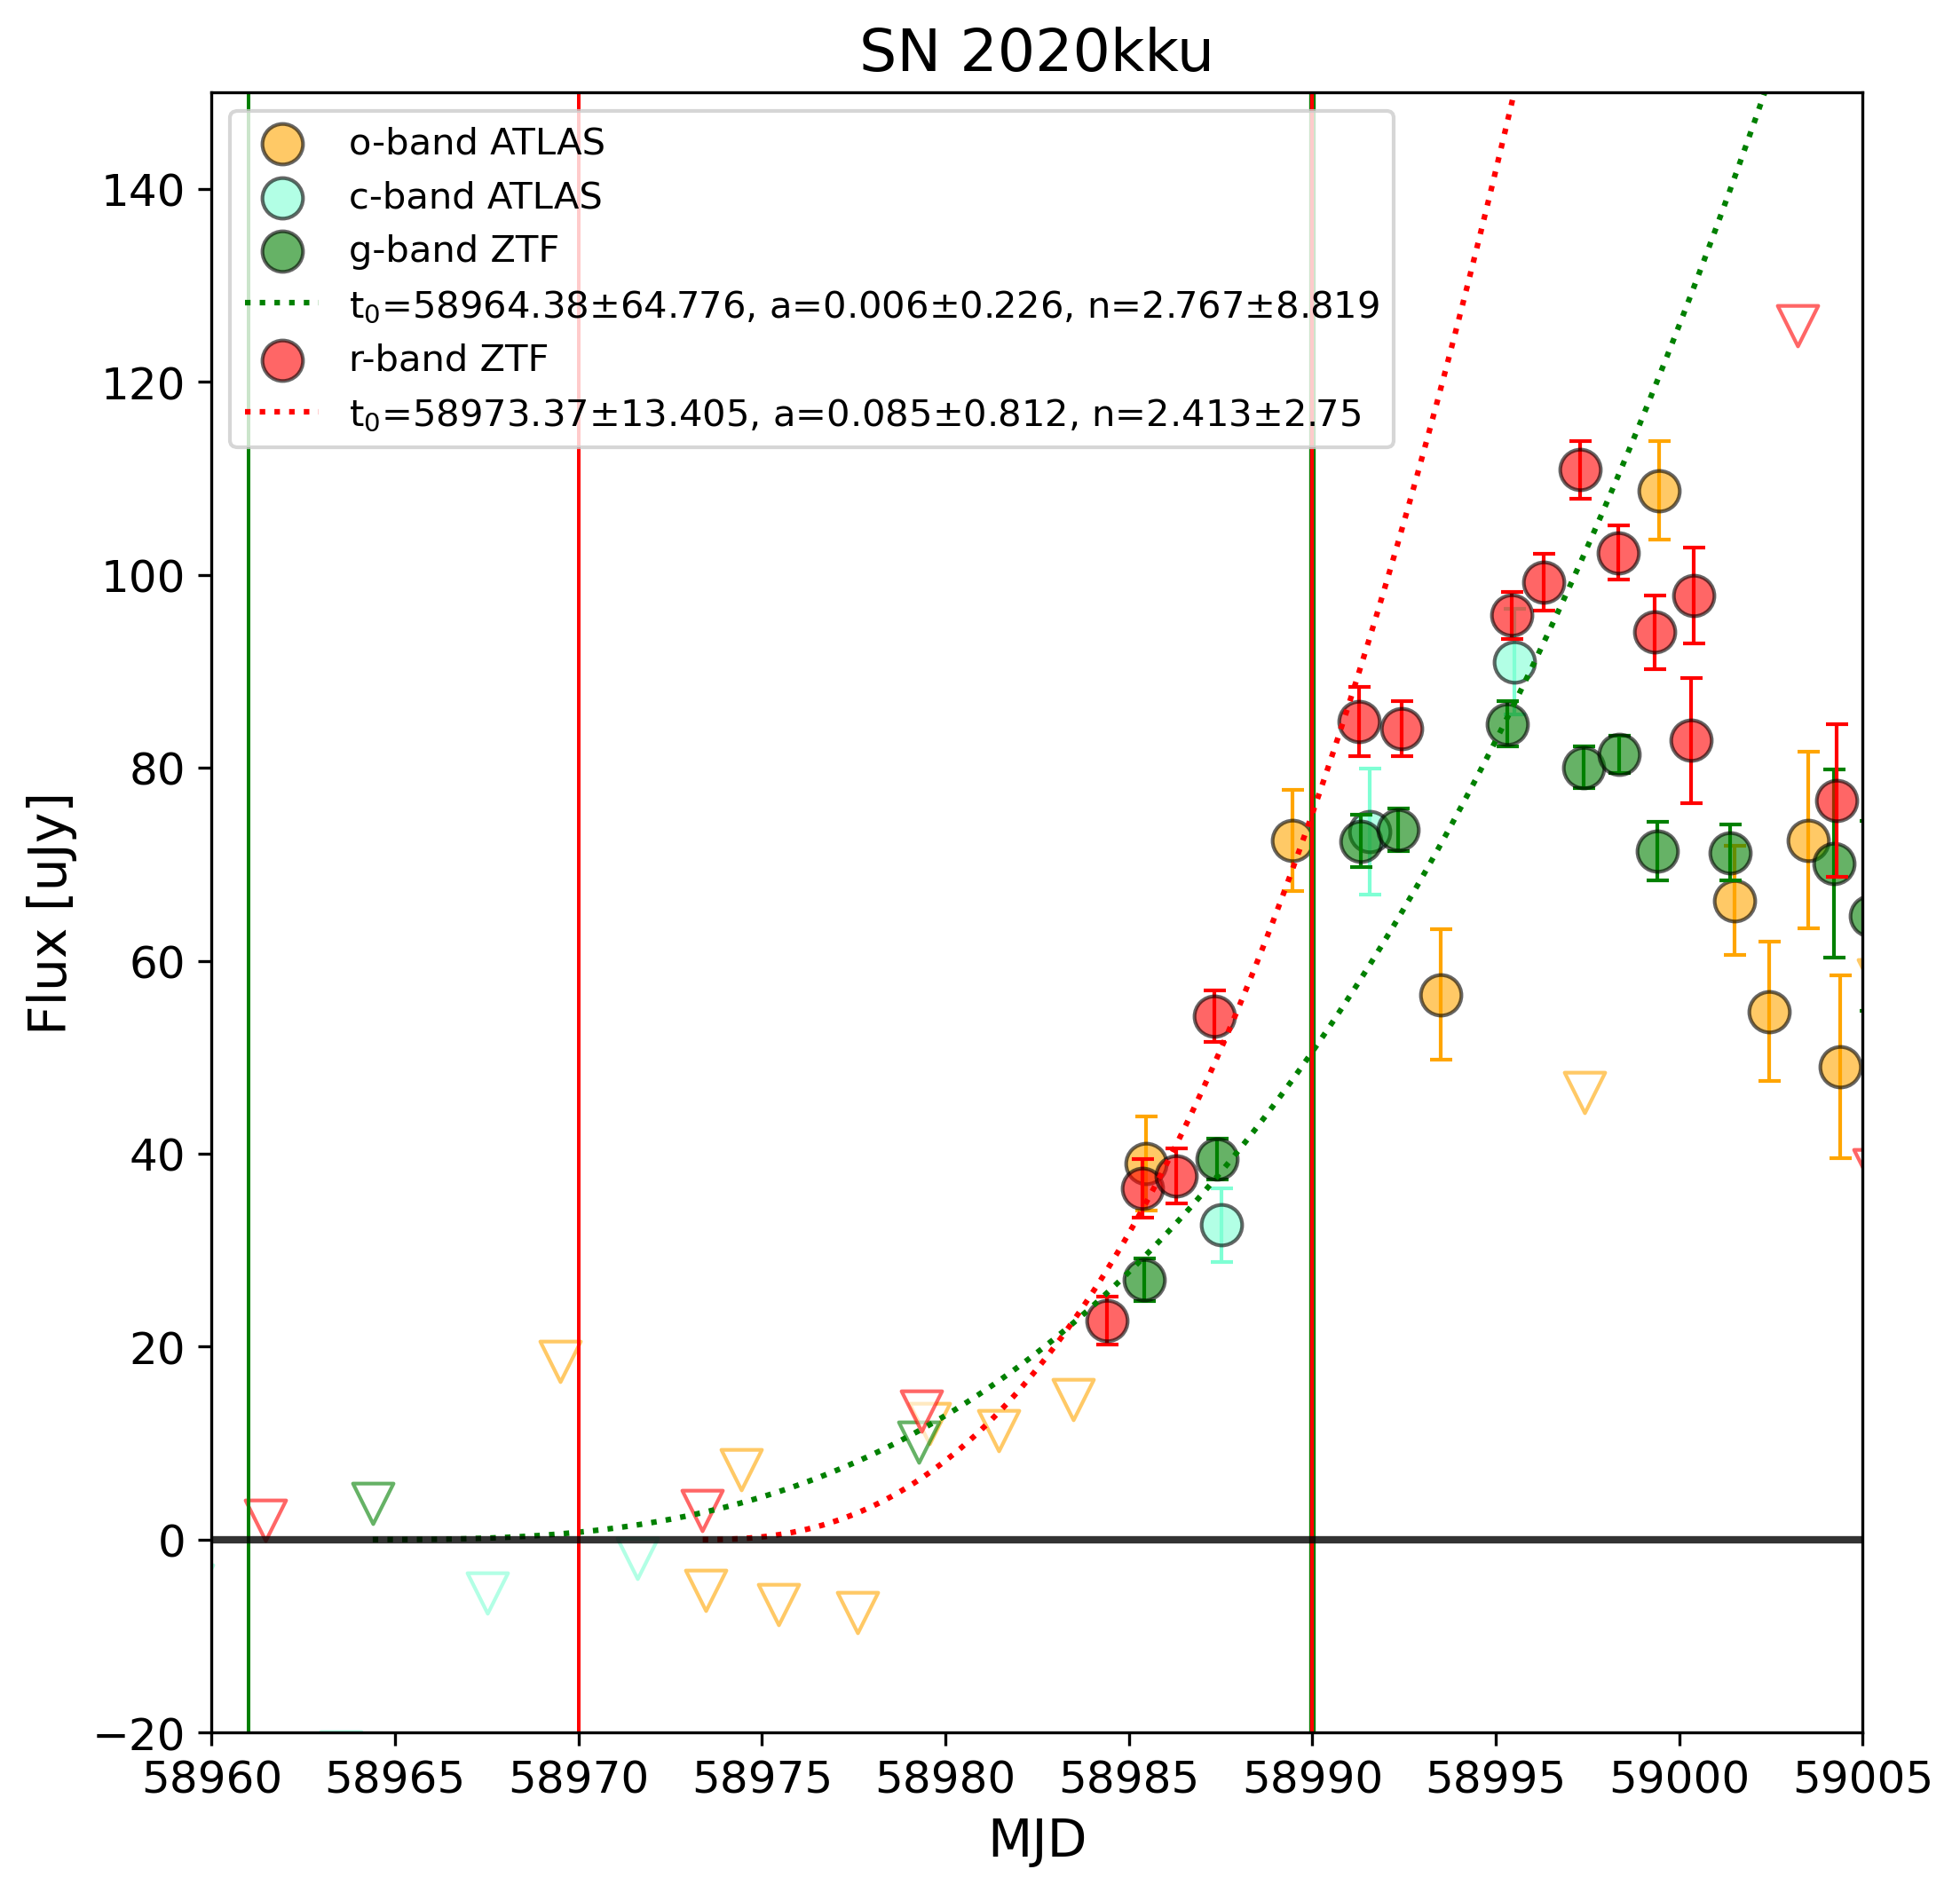 SN 2020kku
o-band ATLAS
c-band ATLAS
g-band ZTF
t₀=58964.38±64.776, a=0.006±0.226, n=2.767±8.819
r-band ZTF
t₀=58973.37±13.405, a=0.085±0.812, n=2.413±2.75
140
120
100
80
60
40
20
0
−20
Flux [uJy]
58960 58965 58970 58975 58980 58985 58990 58995 59000 59005
MJD